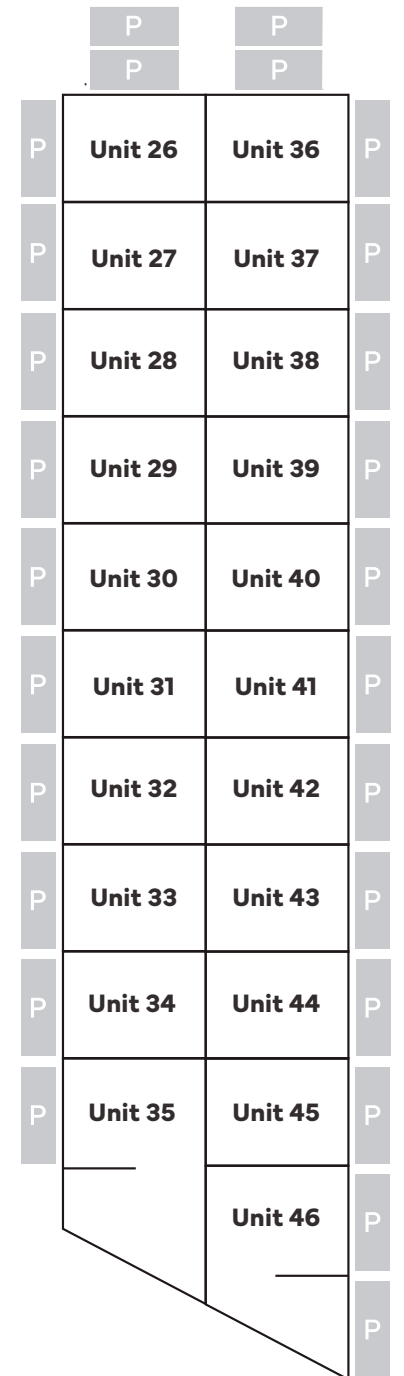 P P
P P
P Unit 26 Unit 36 P
P Unit 27 Unit 37 P
P Unit 28 Unit 38 P
P Unit 29 Unit 39 P
P Unit 30 Unit 40 P
P Unit 31 Unit 41 P
P Unit 32 Unit 42 P
P Unit 33 Unit 43 P
P Unit 34 Unit 44 P
P Unit 35 Unit 45 P
Unit 46 P
P